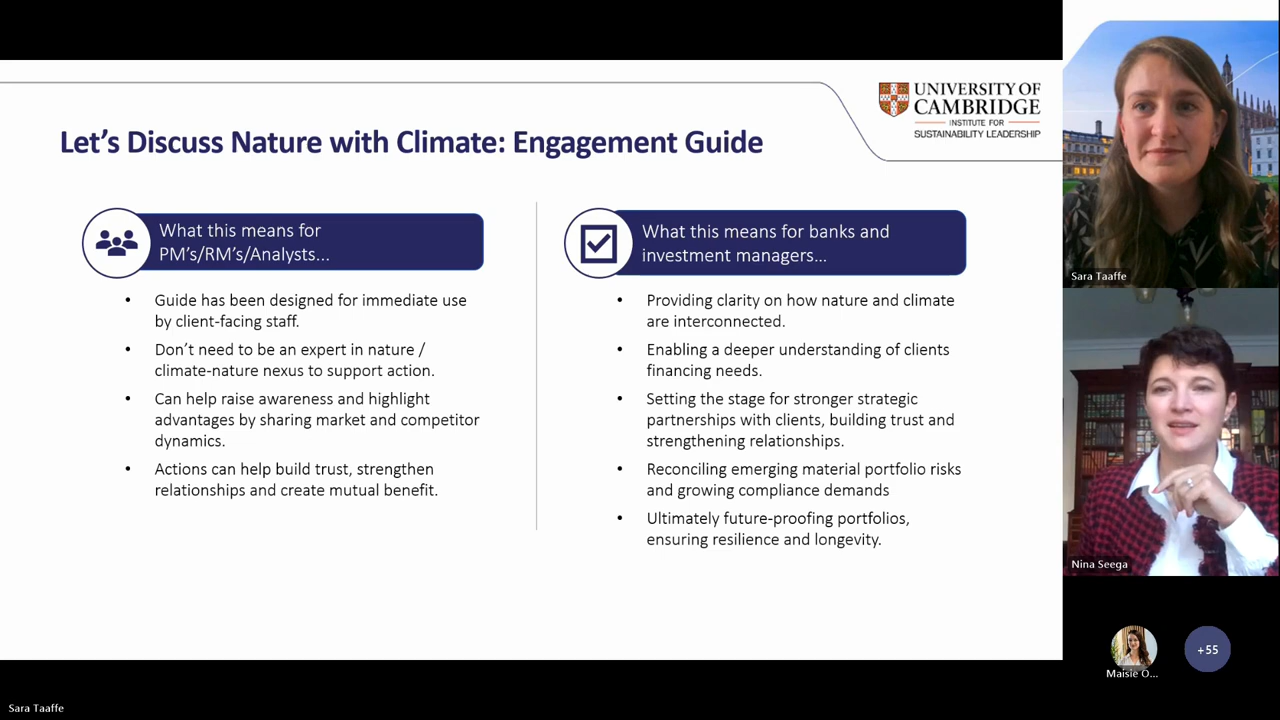 UNIVERSITY OF
CAMBRIDGE
INSTITUTE FOR
SUSTAINABILITY LEADERSHIP
Let's Discuss Nature with Climate: Engagement Guide
What this means for
PM's/RM's/Analysts...
• Guide has been designed for immediate use
by client-facing staff.
• Don't need to be an expert in nature /
climate-nature nexus to support action.
• Can help raise awareness and highlight
advantages by sharing market and competitor
dynamics.
• Actions can help build trust, strengthen
relationships and create mutual benefit.
What this means for banks and
investment managers...
• Providing clarity on how nature and climate
are interconnected.
• Enabling a deeper understanding of clients
financing needs.
• Setting the stage for stronger strategic
partnerships with clients, building trust and
strengthening relationships.
• Reconciling emerging material portfolio risks
and growing compliance demands
• Ultimately future-proofing portfolios,
ensuring resilience and longevity.
Sara Taaffe
Nina Seega
Maisie O...
+55
Sara Taaffe